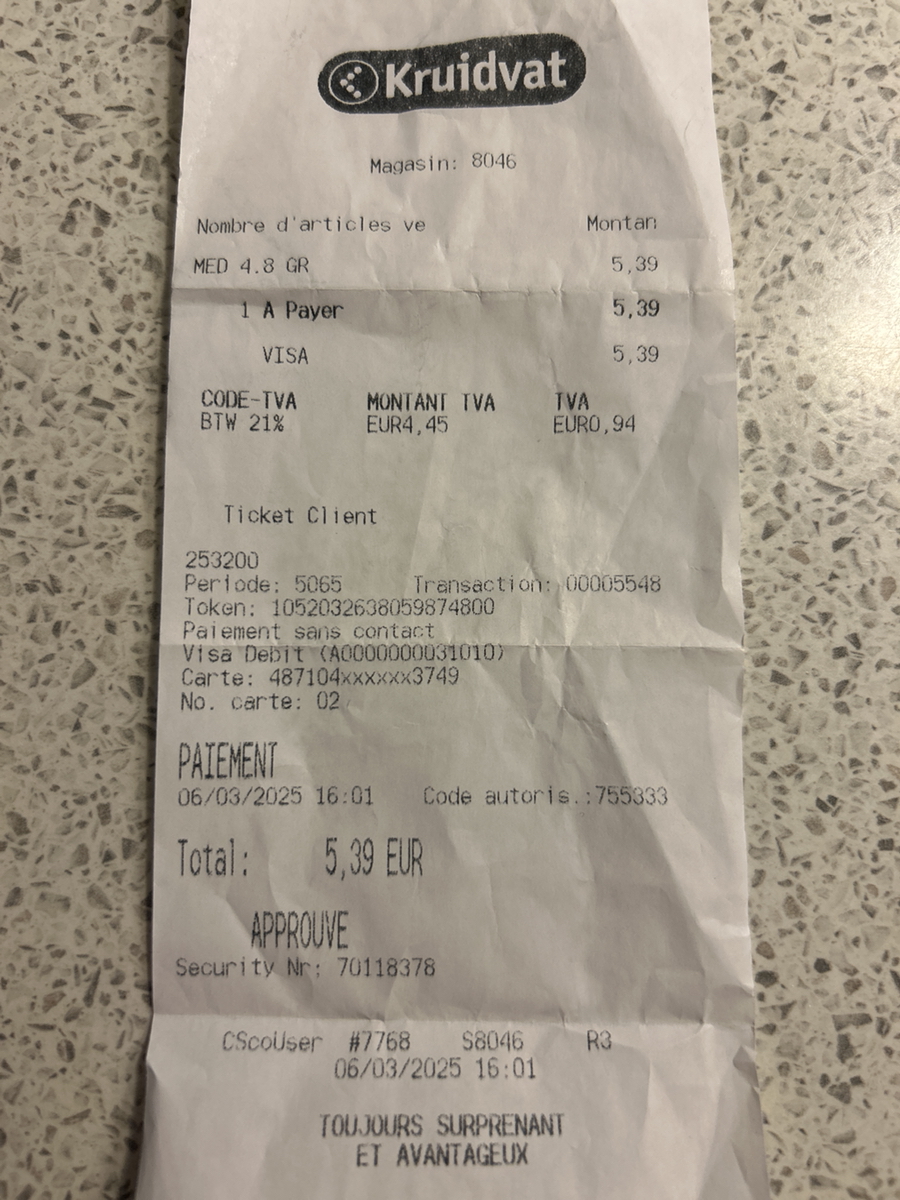 Kruidvat
Magasin: 8046
Nombre d'articles ve Montan
MED 4.8 GR 5,39
1 A Payer 5,39
VISA 5,39
CODE-TVA MONTANT TVA TVA
BTW 21% EUR4,45 EUR0,94
Ticket Client
253200
Periode: 5065 Transaction: 00005548
Token: 1052032638059874800
Paiement sans contact
Visa Debit (A0000000031010)
Carte: 487104xxxxxx3749
No. carte: 02
PAIEMENT
06/03/2025 16:01 Code autoris.:755333
Total: 5,39 EUR
APPROUVE
Security Nr: 70118378
CScoUser #7768 S8046 R3
06/03/2025 16:01
TOUJOURS SURPRENANT
ET AVANTAGEUX